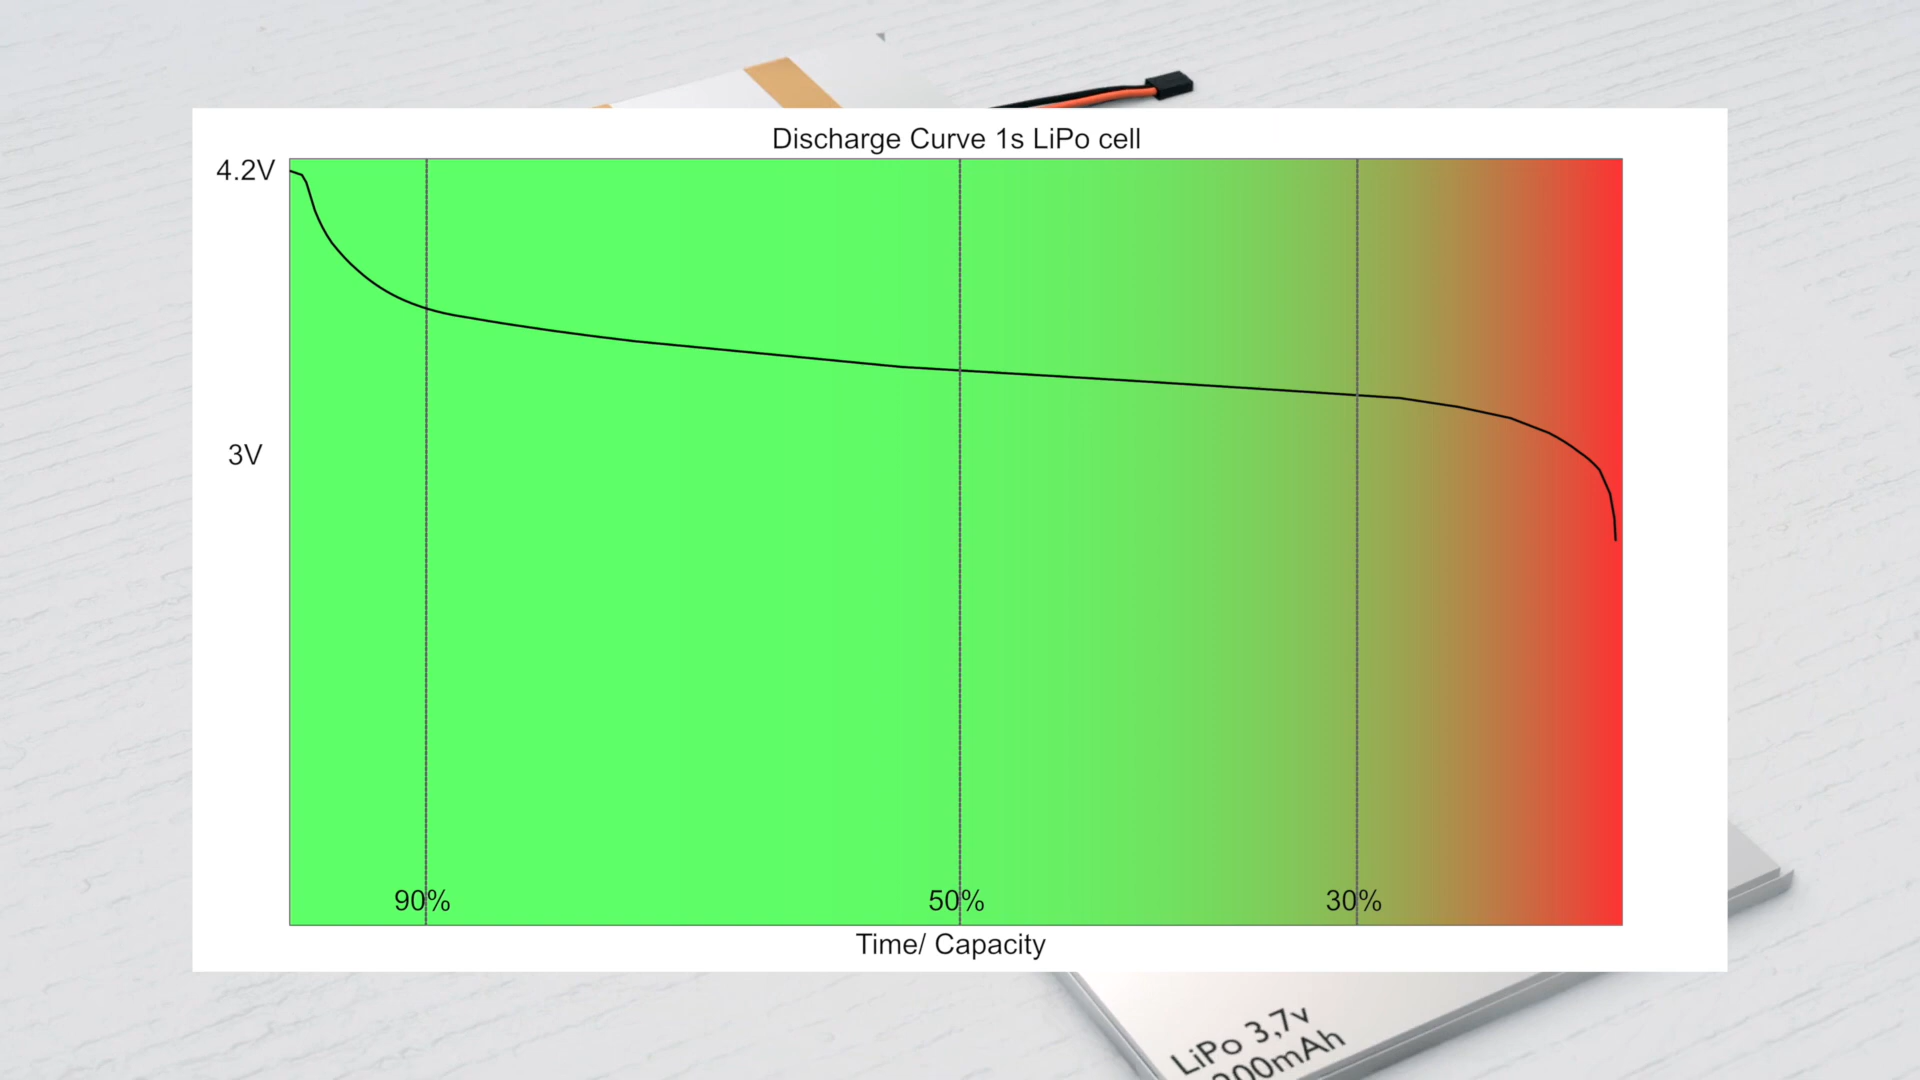 Discharge Curve 1s LiPo cell
4.2V
3V
90%
50%
30%
Time/ Capacity
LiPo 3,7v